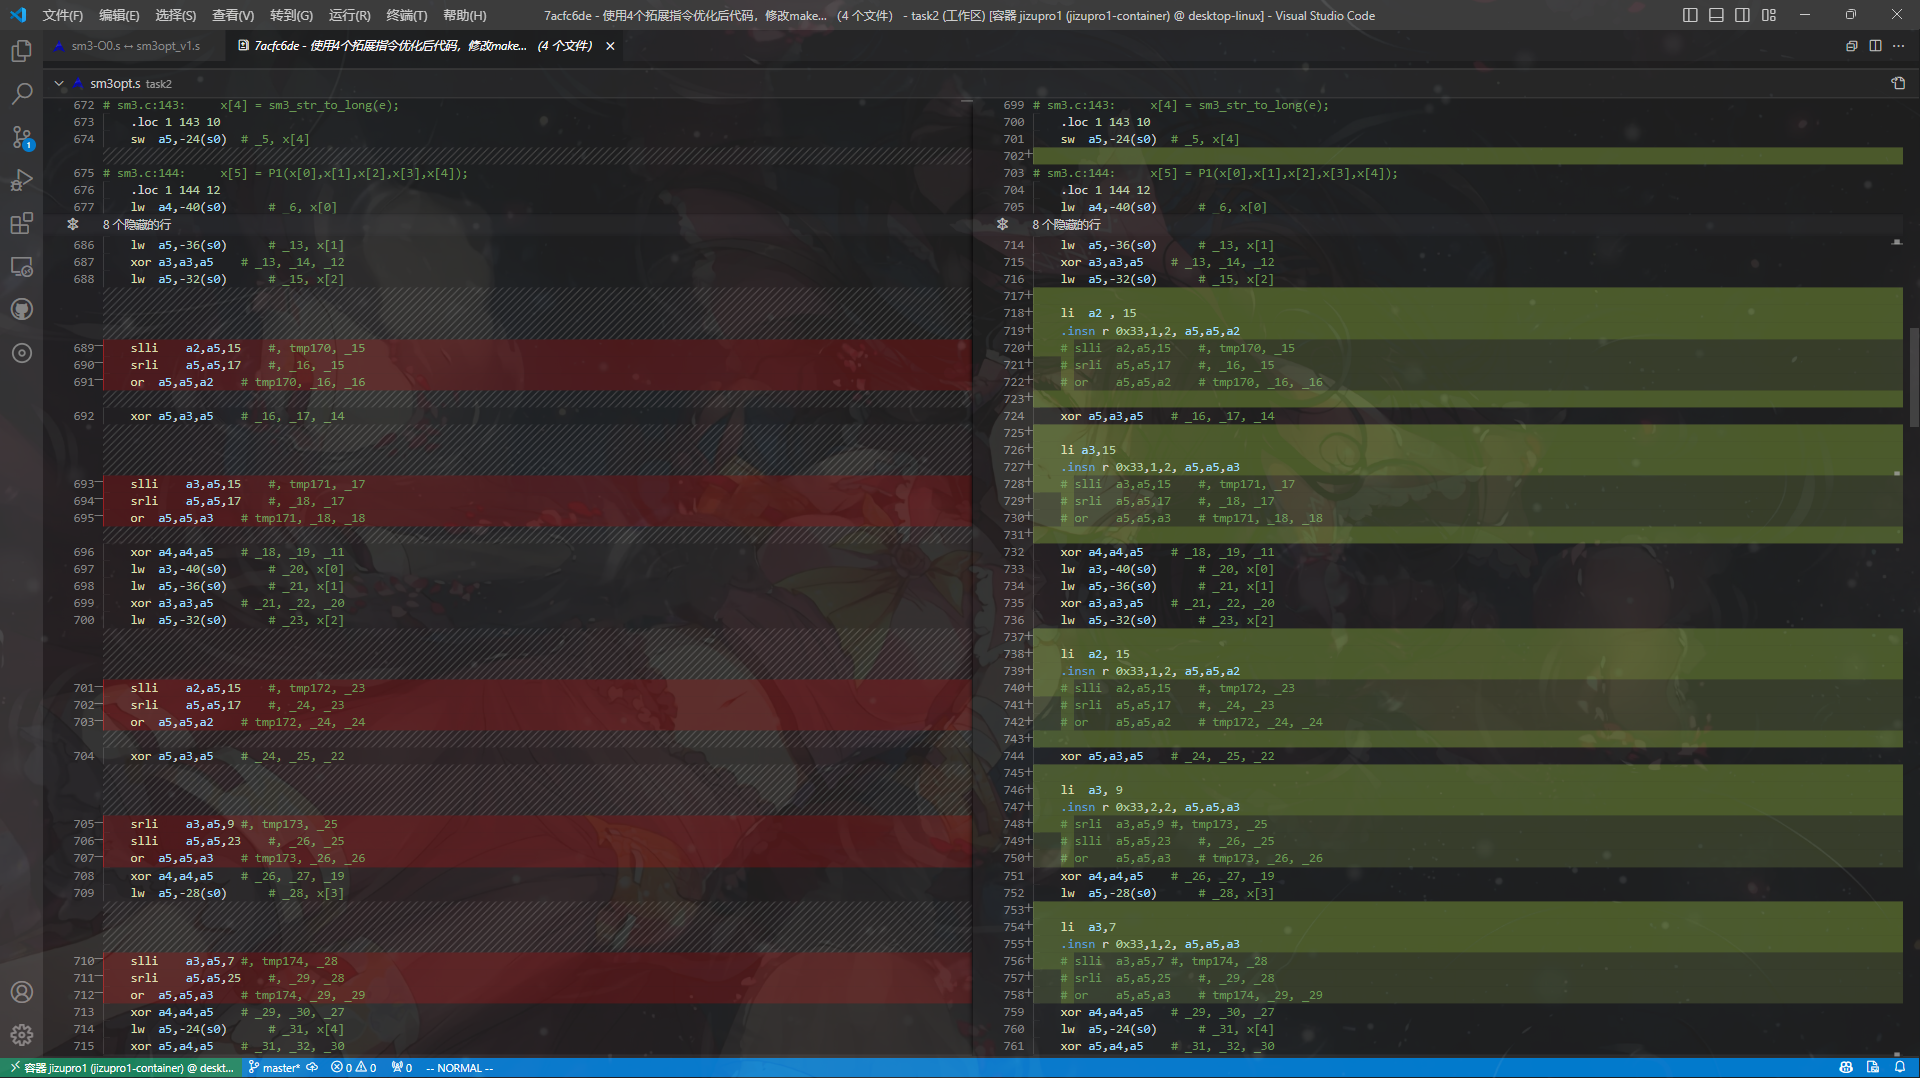 文件(F) 编辑(E) 选择(S) 查看(V) 转到(G) 运行(R) 终端(T) 帮助(H) 7acfc6de - 使用4个拓展指令优化后代码，修改make... (4 个文件) - task2 (工作区) [容器 jizupro1 (jizupro1-container) @ desktop-linux] - Visual Studio Code
sm3-O0.s ↔ sm3opt_v1.s 7acfc6de - 使用4个拓展指令优化后代码，修改make... (4 个文件)
sm3opt.s task2
672 # sm3.c:143: x[4] = sm3_str_to_long(e);
673 .loc 1 143 10
674 sw a5,-24(s0) # _5, x[4]
675 # sm3.c:144: x[5] = P1(x[0],x[1],x[2],x[3],x[4]);
676 .loc 1 144 12
677 lw a4,-40(s0) # _6, x[0]
8 个隐藏的行
686 lw a5,-36(s0) # _13, x[1]
687 xor a3,a3,a5 # _13, _14, _12
688 lw a5,-32(s0) # _15, x[2]
689− slli a2,a5,15 #, tmp170, _15
690− srli a5,a5,17 #, _16, _15
691− or a5,a5,a2 # tmp170, _16, _16
692 xor a5,a3,a5 # _16, _17, _14
693− slli a3,a5,15 #, tmp171, _17
694− srli a5,a5,17 #, _18, _17
695− or a5,a5,a3 # tmp171, _18, _18
696 xor a4,a4,a5 # _18, _19, _11
697 lw a3,-40(s0) # _20, x[0]
698 lw a5,-36(s0) # _21, x[1]
699 xor a3,a3,a5 # _21, _22, _20
700 lw a5,-32(s0) # _23, x[2]
701− slli a2,a5,15 #, tmp172, _23
702− srli a5,a5,17 #, _24, _23
703− or a5,a5,a2 # tmp172, _24, _24
704 xor a5,a3,a5 # _24, _25, _22
705− srli a3,a5,9 #, tmp173, _25
706− slli a5,a5,23 #, _26, _25
707− or a5,a5,a3 # tmp173, _26, _26
708 xor a4,a4,a5 # _26, _27, _19
709 lw a5,-28(s0) # _28, x[3]
710− slli a3,a5,7 #, tmp174, _28
711− srli a5,a5,25 #, _29, _28
712− or a5,a5,a3 # tmp174, _29, _29
713 xor a4,a4,a5 # _29, _30, _27
714 lw a5,-24(s0) # _31, x[4]
715 xor a5,a4,a5 # _31, _32, _30
699 # sm3.c:143: x[4] = sm3_str_to_long(e);
700 .loc 1 143 10
701 sw a5,-24(s0) # _5, x[4]
702+
703 # sm3.c:144: x[5] = P1(x[0],x[1],x[2],x[3],x[4]);
704 .loc 1 144 12
705 lw a4,-40(s0) # _6, x[0]
8 个隐藏的行
714 lw a5,-36(s0) # _13, x[1]
715 xor a3,a3,a5 # _13, _14, _12
716 lw a5,-32(s0) # _15, x[2]
717+
718+ li a2 , 15
719+ .insn r 0x33,1,2, a5,a5,a2
720+ # slli a2,a5,15 #, tmp170, _15
721+ # srli a5,a5,17 #, _16, _15
722+ # or a5,a5,a2 # tmp170, _16, _16
723+
724 xor a5,a3,a5 # _16, _17, _14
725+
726+ li a3,15
727+ .insn r 0x33,1,2, a5,a5,a3
728+ # slli a3,a5,15 #, tmp171, _17
729+ # srli a5,a5,17 #, _18, _17
730+ # or a5,a5,a3 # tmp171, _18, _18
731+
732 xor a4,a4,a5 # _18, _19, _11
733 lw a3,-40(s0) # _20, x[0]
734 lw a5,-36(s0) # _21, x[1]
735 xor a3,a3,a5 # _21, _22, _20
736 lw a5,-32(s0) # _23, x[2]
737+
738+ li a2, 15
739+ .insn r 0x33,1,2, a5,a5,a2
740+ # slli a2,a5,15 #, tmp172, _23
741+ # srli a5,a5,17 #, _24, _23
742+ # or a5,a5,a2 # tmp172, _24, _24
743+
744 xor a5,a3,a5 # _24, _25, _22
745+
746+ li a3, 9
747+ .insn r 0x33,2,2, a5,a5,a3
748+ # srli a3,a5,9 #, tmp173, _25
749+ # slli a5,a5,23 #, _26, _25
750+ # or a5,a5,a3 # tmp173, _26, _26
751 xor a4,a4,a5 # _26, _27, _19
752 lw a5,-28(s0) # _28, x[3]
753+
754+ li a3,7
755+ .insn r 0x33,1,2, a5,a5,a3
756+ # slli a3,a5,7 #, tmp174, _28
757+ # srli a5,a5,25 #, _29, _28
758+ # or a5,a5,a3 # tmp174, _29, _29
759 xor a4,a4,a5 # _29, _30, _27
760 lw a5,-24(s0) # _31, x[4]
761 xor a5,a4,a5 # _31, _32, _30
1
容器 jizupro1 (jizupro1-container) @ deskt... master* 0 0 0 -- NORMAL --